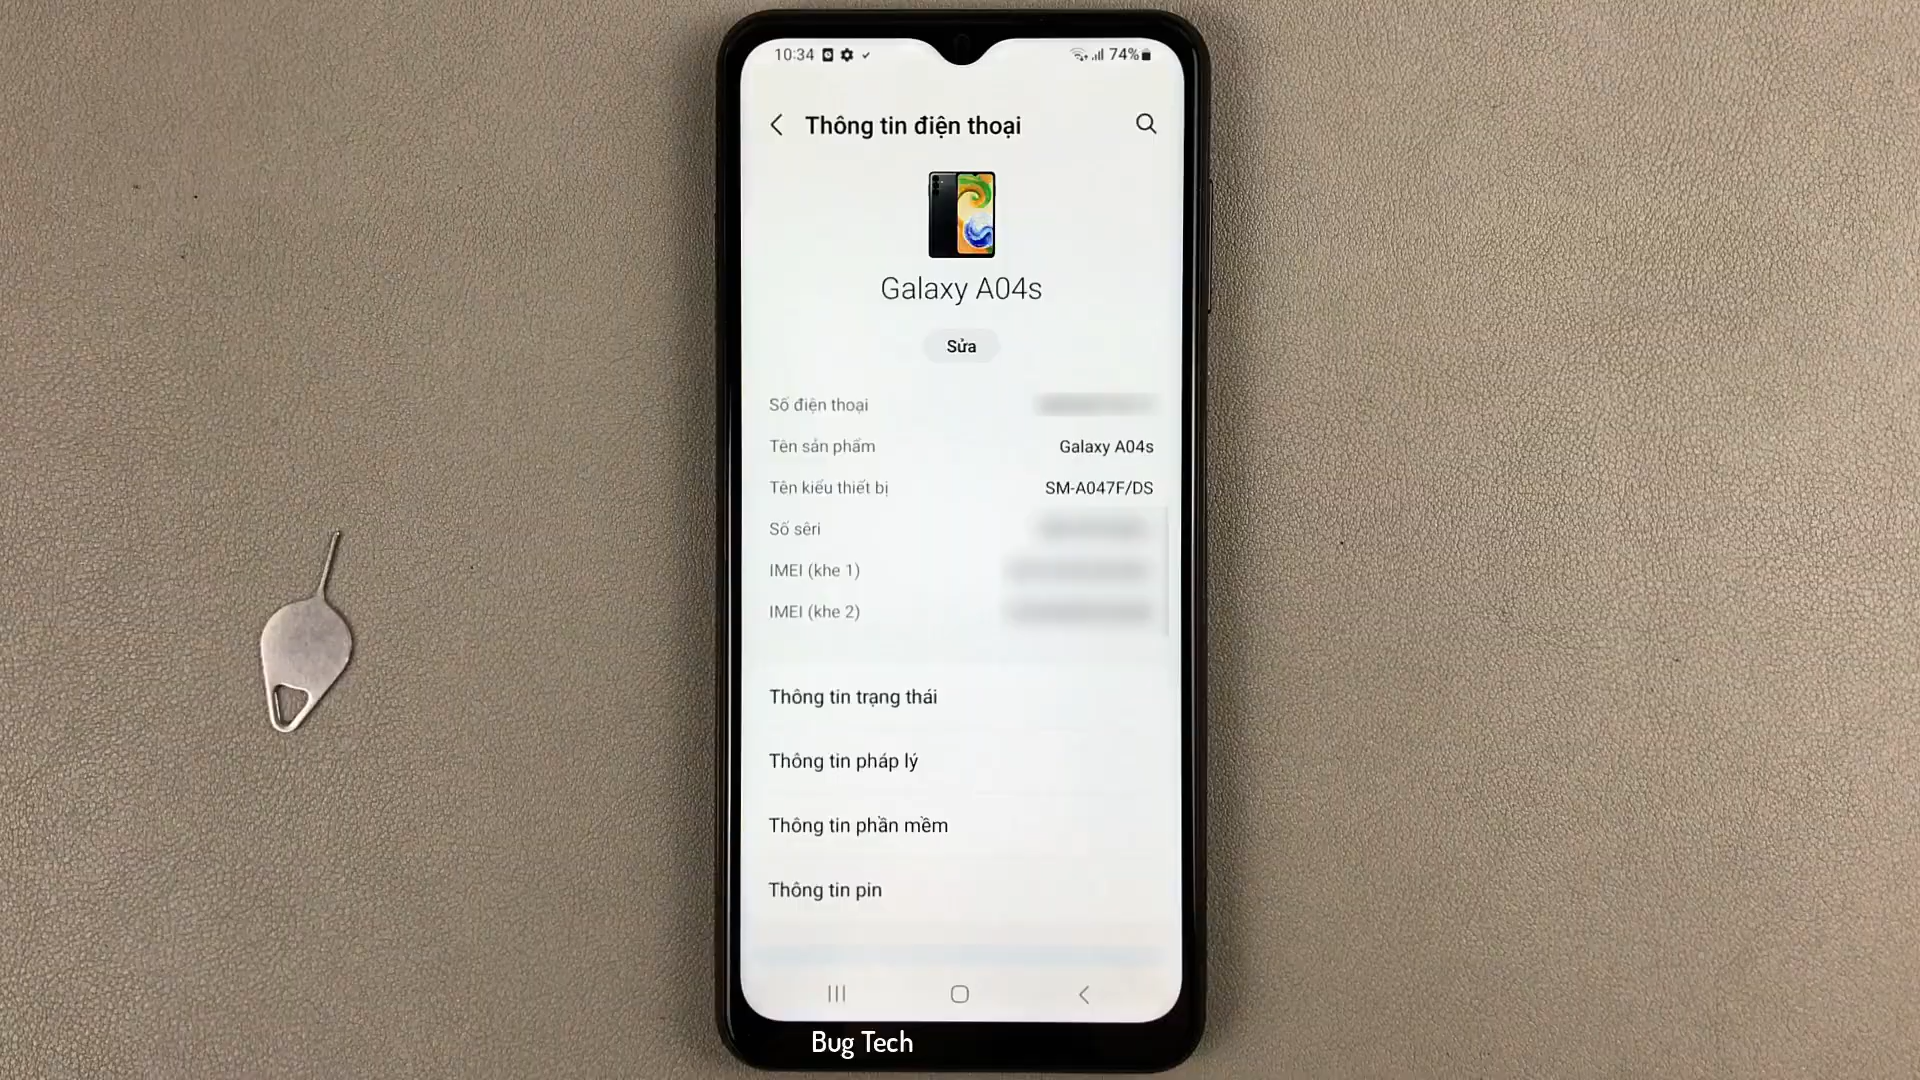 10:34 74%
Thông tin điện thoại
Galaxy A04s
Sửa
Số điện thoại
Tên sản phẩm Galaxy A04s
Tên kiểu thiết bị SM-A047F/DS
Số sêri
IMEI (khe 1)
IMEI (khe 2)
Thông tin trạng thái
Thông tin pháp lý
Thông tin phần mềm
Thông tin pin
Bug Tech